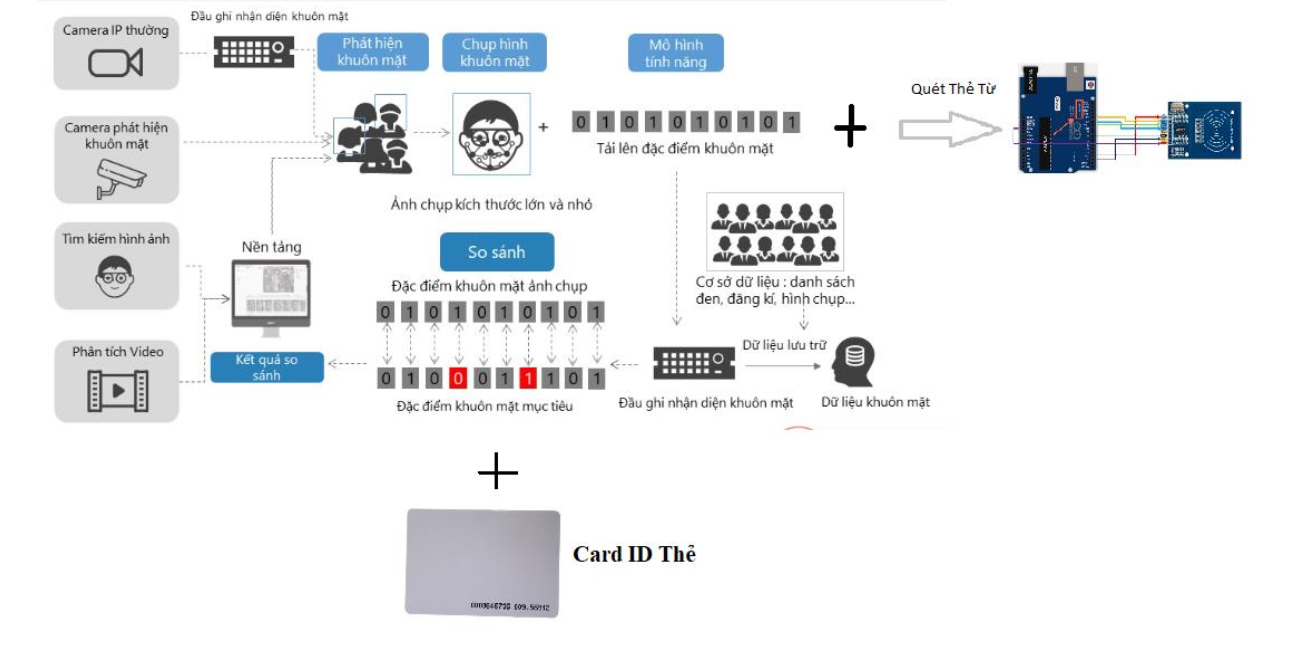 Đầu ghi nhận diện khuôn mặt
Camera IP thường
Phát hiện
khuôn mặt
Chụp hình
khuôn mặt
Mô hình
tính năng
Quét Thẻ Từ
0 1 0 1 0 1 0 1 0 1
+
Tải lên đặc điểm khuôn mặt
+
Camera phát hiện
khuôn mặt
Ảnh chụp kích thước lớn và nhỏ
Tìm kiếm hình ảnh
Nền tảng
So sánh
Đặc điểm khuôn mặt ảnh chụp
0 1 0 1 0 1 0 1 0 1
Cơ sở dữ liệu : danh sách
đen, đăng kí, hình chụp...
Phân tích Video
Kết quả so
sánh
0 1 0 0 0 1 1 1 0 1
Đặc điểm khuôn mặt mục tiêu
Dữ liệu lưu trữ
Đầu ghi nhận diện khuôn mặt
Dữ liệu khuôn mặt
+
Card ID Thẻ